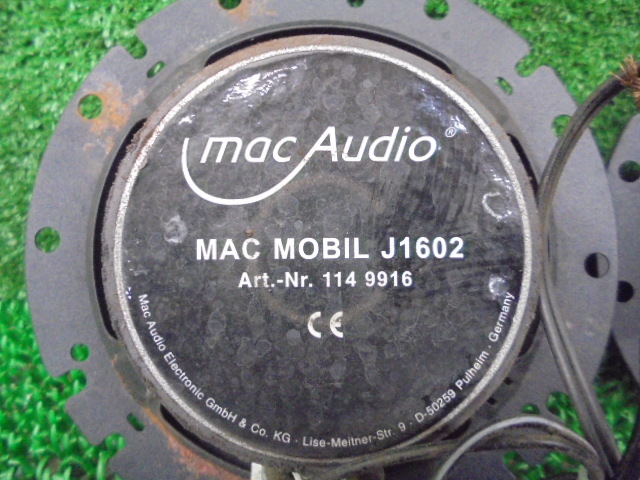 mac Audio®
MAC MOBIL J1602
Art.-Nr. 114 9916
CE
Mac Audio Electronic GmbH & Co. KG · Lise-Meitner-Str. 9 · D-50259 Pulheim · Germany